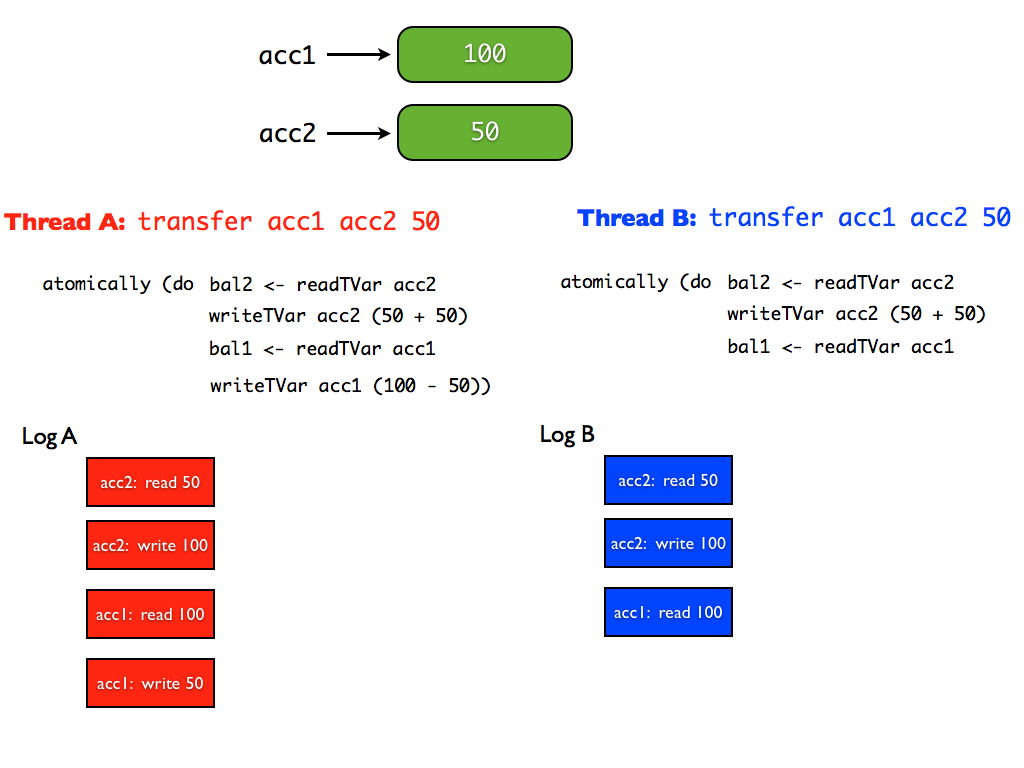 acc1
100
acc2
50
Thread A: transfer acc1 acc2 50
atomically (do bal2 <- readTVar acc2
writeTVar acc2 (50 + 50)
bal1 <- readTVar acc1
writeTVar acc1 (100 - 50))
Log A
acc2: read 50
acc2: write 100
acc1: read 100
acc1: write 50
Thread B: transfer acc1 acc2 50
atomically (do bal2 <- readTVar acc2
writeTVar acc2 (50 + 50)
bal1 <- readTVar acc1
Log B
acc2: read 50
acc2: write 100
acc1: read 100